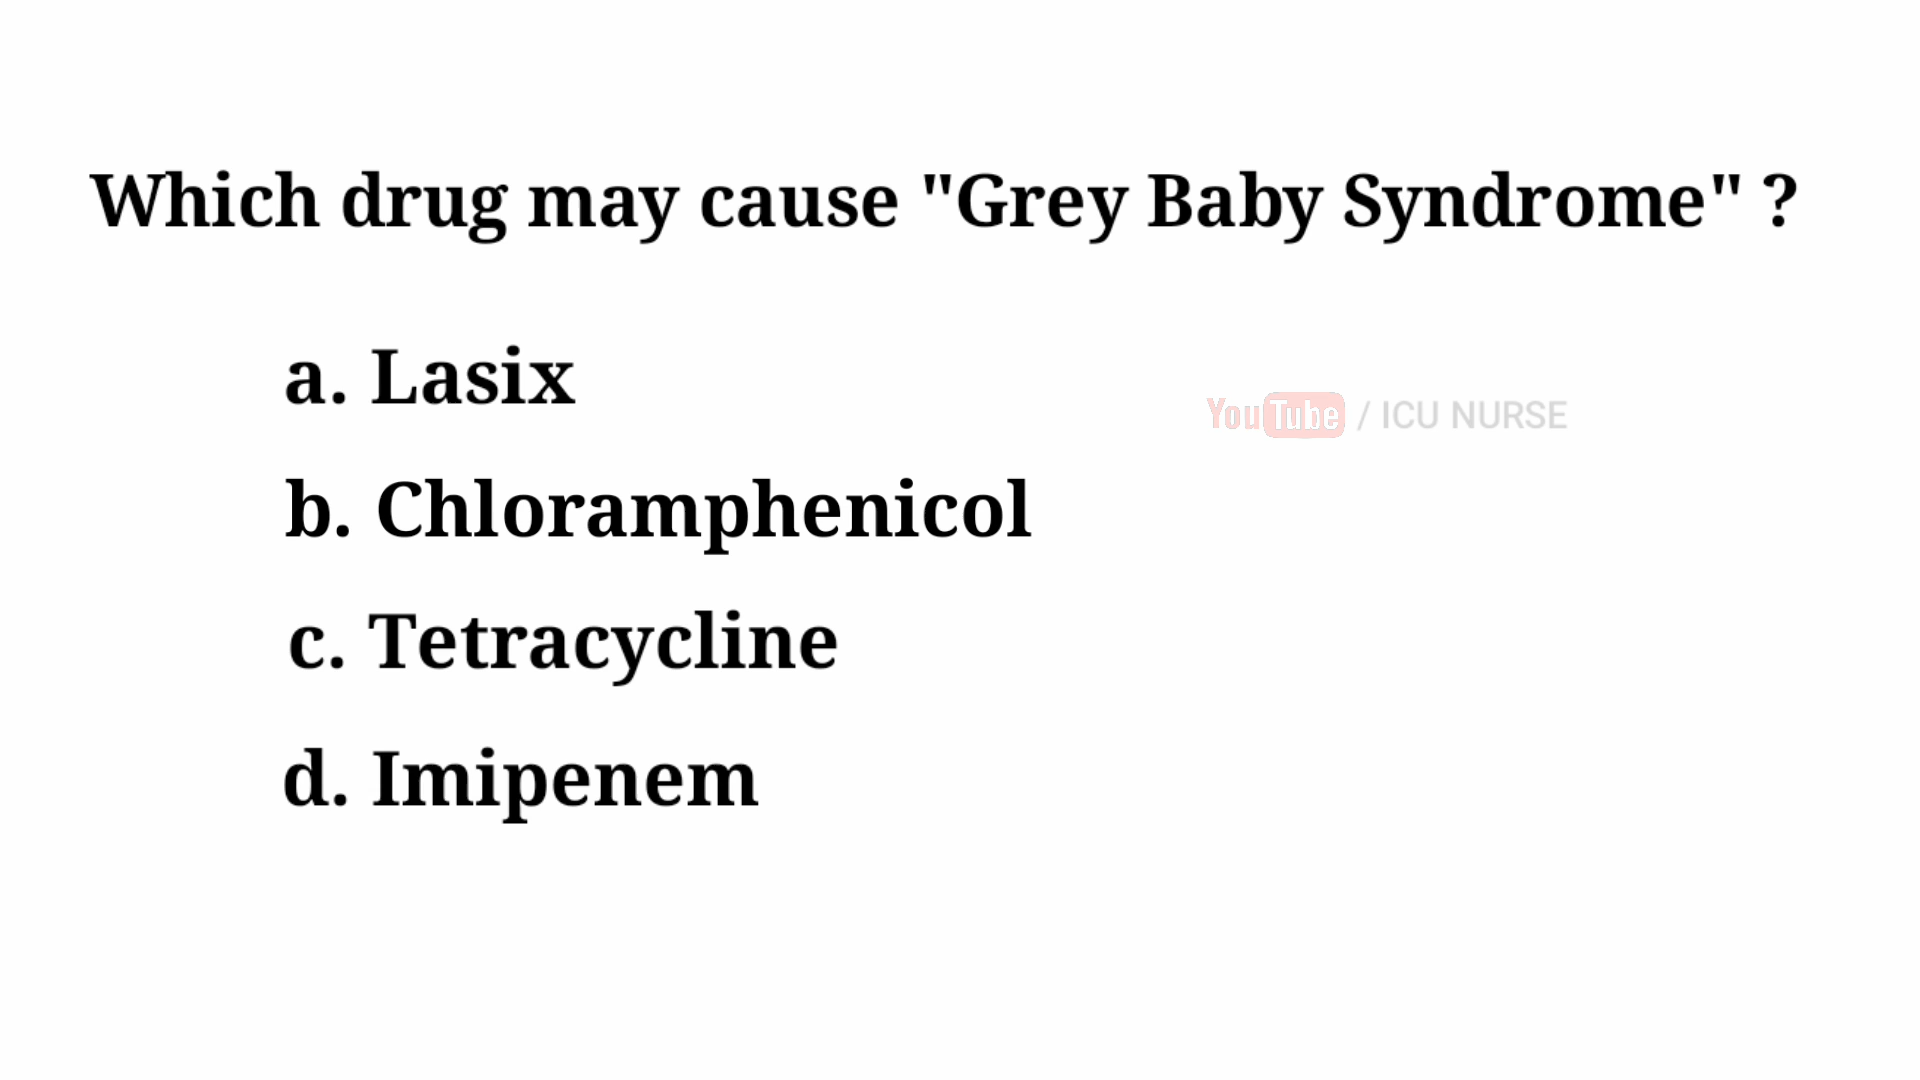 Which drug may cause "Grey Baby Syndrome" ?
a. Lasix
YouTube / ICU NURSE
b. Chloramphenicol
c. Tetracycline
d. Imipenem